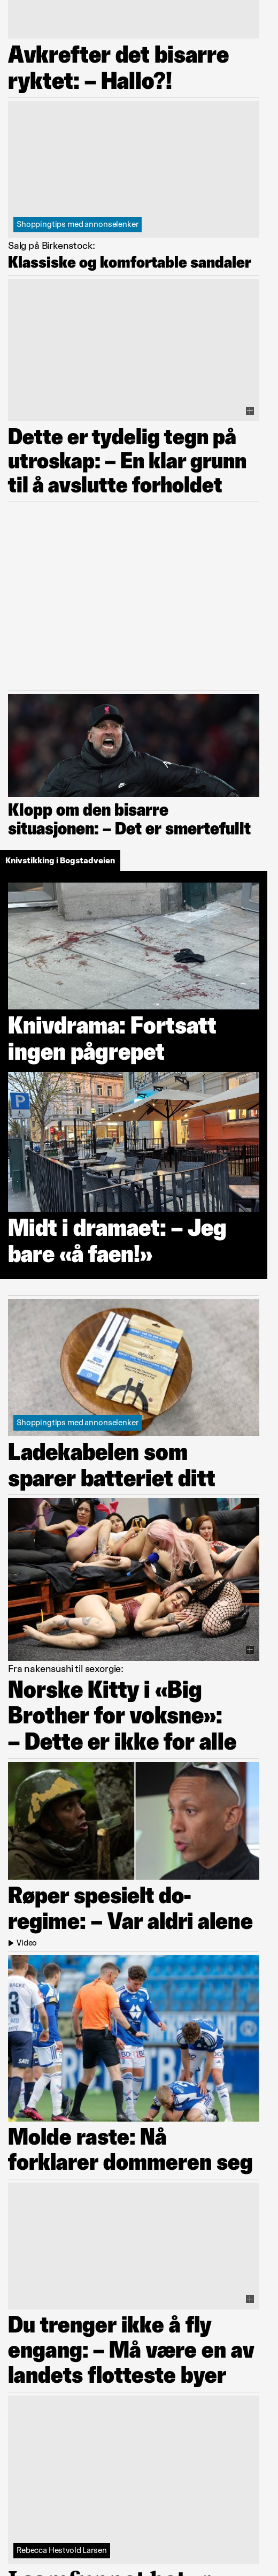 Avkrefter det bisarre
ryktet: – Hallo?!
Shoppingtips med annonselenker
Salg på Birkenstock:
Klassiske og komfortable sandaler
Dette er tydelig tegn på
utroskap: – En klar grunn
til å avslutte forholdet
Klopp om den bisarre
situasjonen: – Det er smertefullt
Knivstikking i Bogstadveien
Knivdrama: Fortsatt
ingen pågrepet
P
Midt i dramaet: – Jeg
bare «å faen!»
Shoppingtips med annonselenker
Ladekabelen som
sparer batteriet ditt
Fra nakensushi til sexorgie:
Norske Kitty i «Big
Brother for voksne»:
– Dette er ikke for alle
Røper spesielt do-
regime: – Var aldri alene
Video
Molde raste: Nå
forklarer dommeren seg
Du trenger ikke å fly
engang: – Må være en av
landets flotteste byer
Rebecca Hestvold Larsen